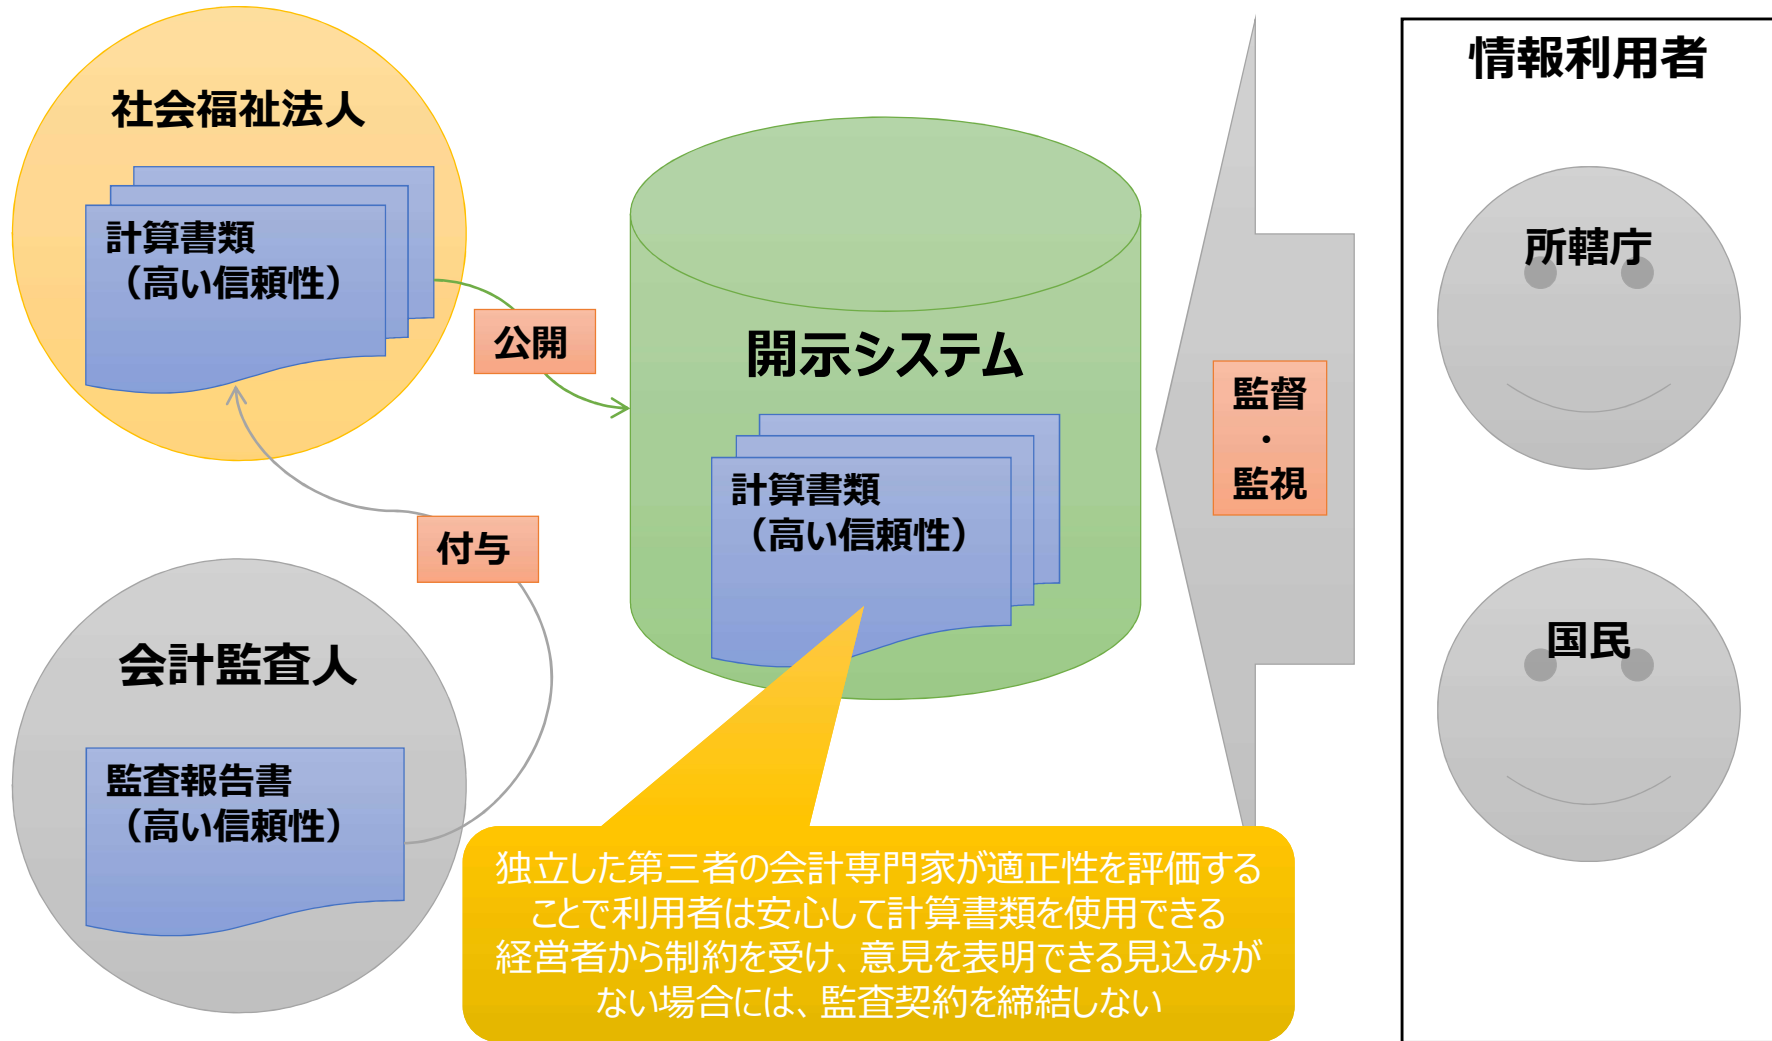 社会福祉法人
計算書類
（高い信頼性）
公開
付与
会計監査人
監査報告書
（高い信頼性）
開示システム
計算書類
（高い信頼性）
独立した第三者の会計専門家が適正性を評価する
ことで利用者は安心して計算書類を使用できる
経営者から制約を受け、意見を表明できる見込みが
ない場合には、監査契約を締結しない
監督
・
監視
情報利用者
所轄庁
国民